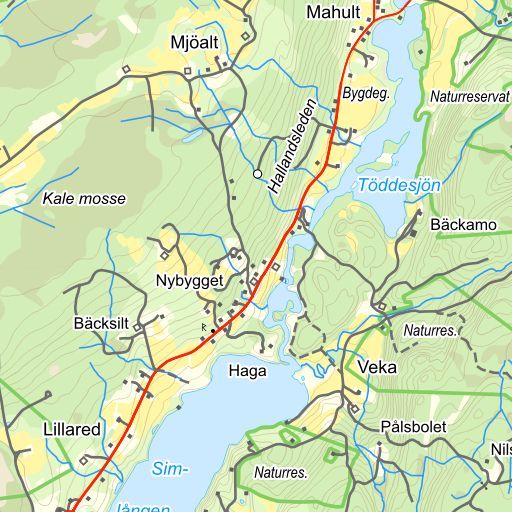 Mahult
Mjöalt
Bygdeg.
Naturreservat
Hallandsleden
Töddesjön
Kale mosse
Bäckamo
Nybygget
Bäcksilt
R
Naturres.
Haga
Veka
Lillared
Pålsbolet
Nils
Sim-
Naturres.
lången